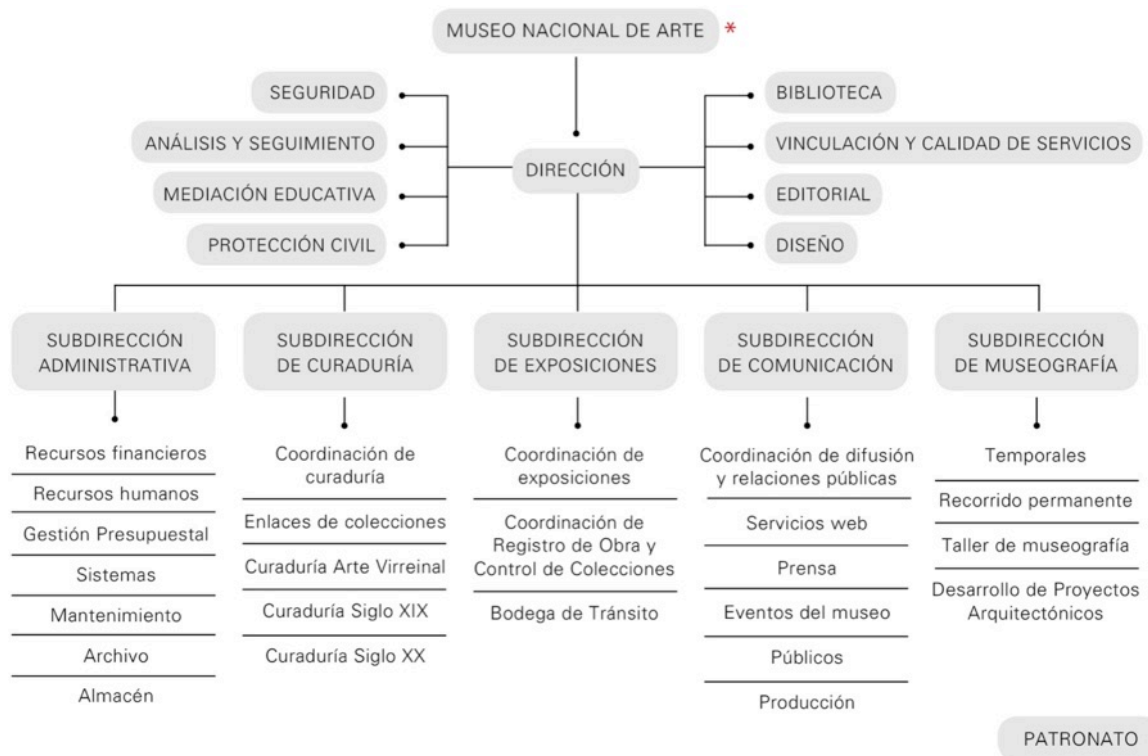 MUSEO NACIONAL DE ARTE *
SEGURIDAD
ANÁLISIS Y SEGUIMIENTO
MEDIACIÓN EDUCATIVA
PROTECCIÓN CIVIL
DIRECCIÓN
BIBLIOTECA
VINCULACIÓN Y CALIDAD DE SERVICIOS
EDITORIAL
DISEÑO
SUBDIRECCIÓN
ADMINISTRATIVA
Recursos financieros
Recursos humanos
Gestión Presupuestal
Sistemas
Mantenimiento
Archivo
Almacén
SUBDIRECCIÓN
DE CURADURÍA
Coordinación de
curaduría
Enlaces de colecciones
Curaduría Arte Virreinal
Curaduría Siglo XIX
Curaduría Siglo XX
SUBDIRECCIÓN
DE EXPOSICIONES
Coordinación de
exposiciones
Coordinación de
Registro de Obra y
Control de Colecciones
Bodega de Tránsito
SUBDIRECCIÓN
DE COMUNICACIÓN
Coordinación de difusión
y relaciones públicas
Servicios web
Prensa
Eventos del museo
Públicos
Producción
SUBDIRECCIÓN
DE MUSEOGRAFÍA
Temporales
Recorrido permanente
Taller de museografía
Desarrollo de Proyectos
Arquitectónicos
PATRONATO